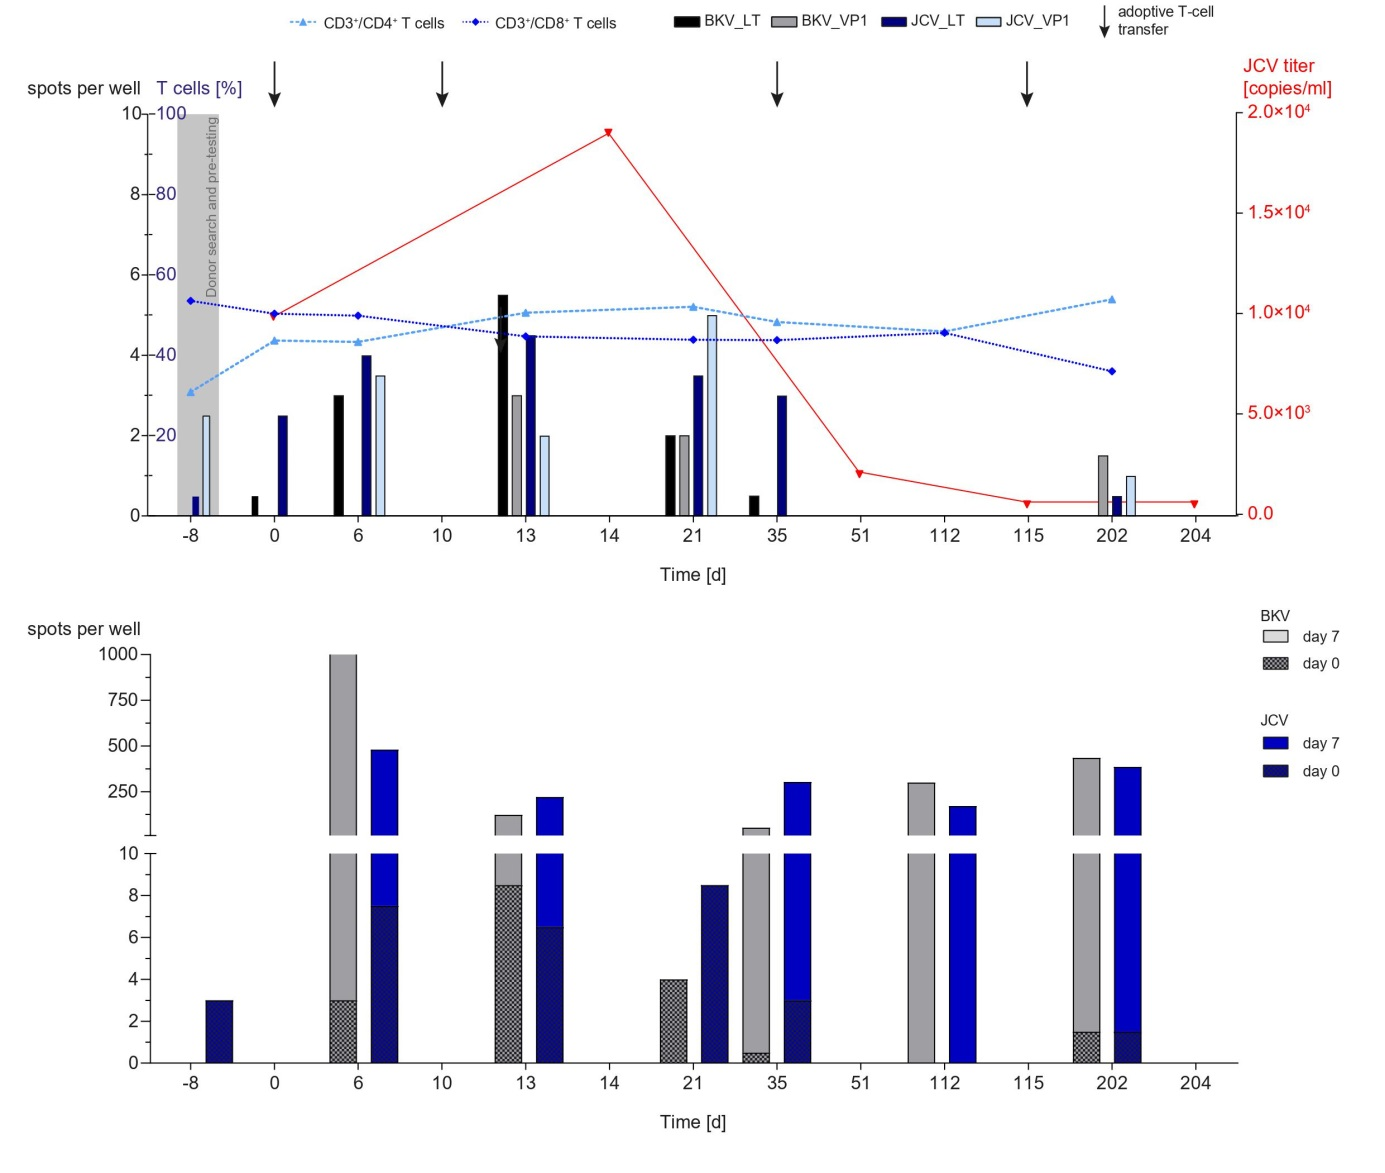 CD3⁺/CD4⁺ T cells CD3⁺/CD8⁺ T cells BKV_LT BKV_VP1 JCV_LT JCV_VP1 adoptive T-cell
transfer
spots per well T cells [%] JCV titer
[copies/ml]
10 100 2.0×10⁴
Donor search and pre-testing
8 80
1.5×10⁴
6 60
1.0×10⁴
4 40
5.0×10³
2 20
0 0.0
-8 0 6 10 13 14 21 35 51 112 115 202 204
Time [d]
spots per well
1000
750
500
250
10
8
6
4
2
0
-8 0 6 10 13 14 21 35 51 112 115 202 204
Time [d]
BKV
day 7
day 0
JCV
day 7
day 0